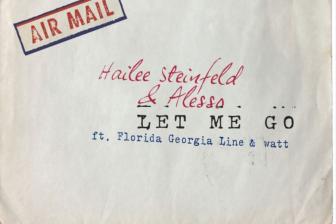 AIR MAIL
Hailee Steinfeld
& Alesso
LET ME GO
ft. Florida Georgia Line & watt